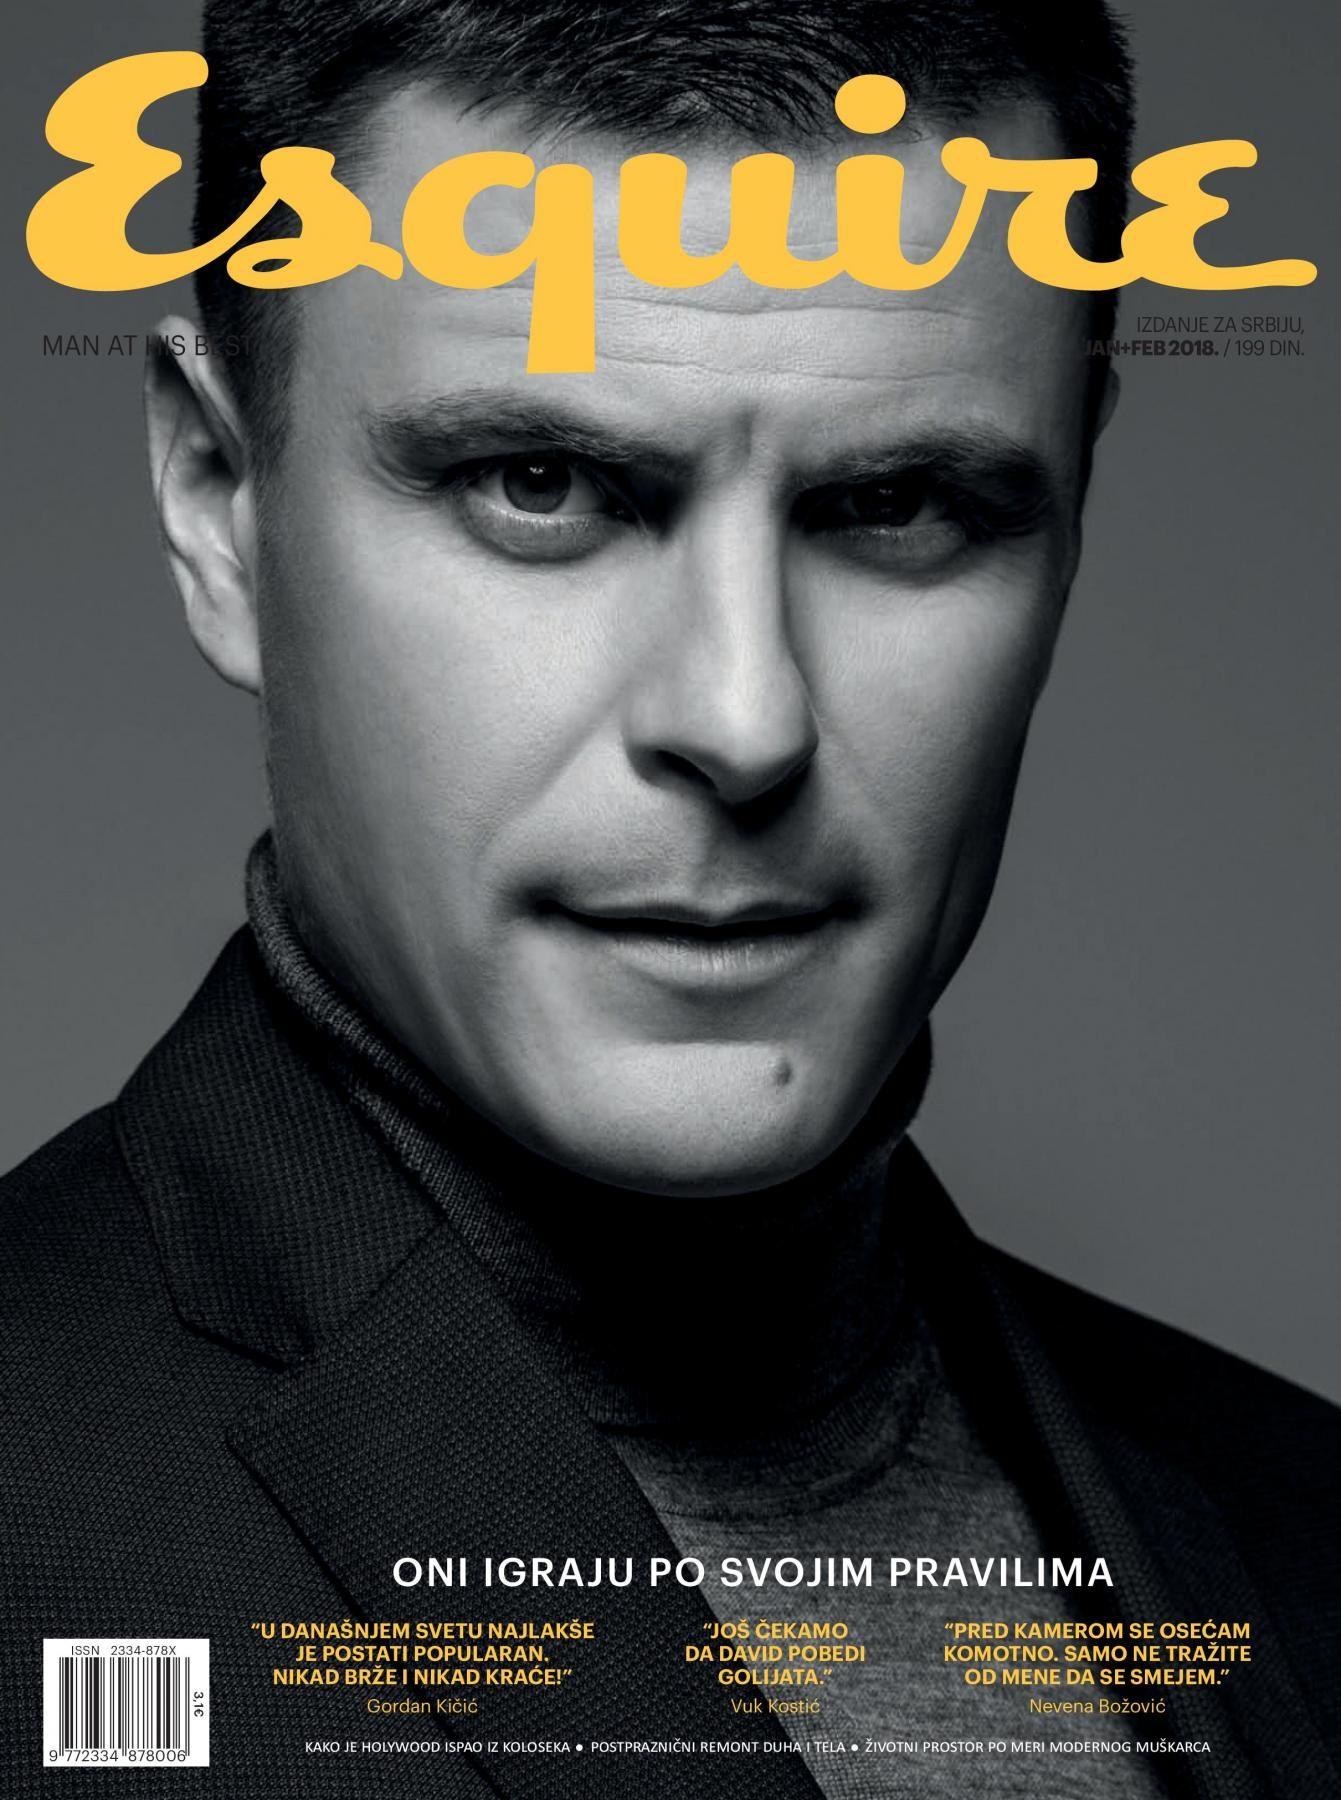 Esquire
MAN AT HIS BEST
IZDANJE ZA SRBIJU,
JAN+FEB 2018. / 199 DIN.
ONI IGRAJU PO SVOJIM PRAVILIMA
“U DANAŠNJEM SVETU NAJLAKŠE
JE POSTATI POPULARAN.
NIKAD BRŽE I NIKAD KRAĆE!”
Gordan Kičić
“JOŠ ČEKAMO
DA DAVID POBEDI
GOLIJATA.”
Vuk Kostić
“PRED KAMEROM SE OSEĆAM
KOMOTNO. SAMO NE TRAŽITE
OD MENE DA SE SMEJEM.”
Nevena Božović
KAKO JE HOLYWOOD ISPAO IZ KOLOSEKA ● POSTPRAZNIČNI REMONT DUHA I TELA ● ŽIVOTNI PROSTOR PO MERI MODERNOG MUŠKARCA
ISSN 2334-878X
3,1€
9 772334 878006